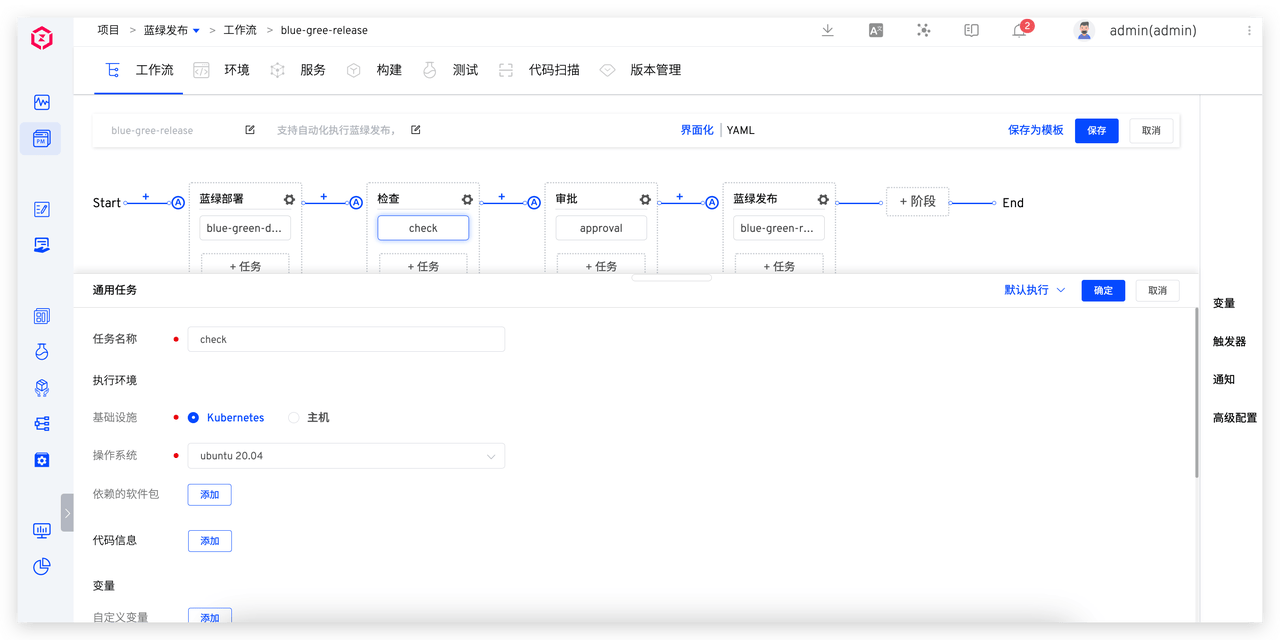 项目 > 蓝绿发布 > 工作流 > blue-gree-release
2
admin(admin)
工作流 环境 服务 构建 测试 代码扫描 版本管理
blue-gree-release 支持自动化执行蓝绿发布, 界面化 YAML 保存为模板 保存 取消
Start + A 蓝绿部署 + A 检查 + A 审批 + A 蓝绿发布 + 阶段 End
blue-green-d... check approval blue-green-r...
+ 任务 + 任务 + 任务 + 任务
通用任务 默认执行 确定 取消
任务名称 check
执行环境
基础设施 Kubernetes 主机
操作系统 ubuntu 20.04
依赖的软件包 添加
代码信息 添加
变量
自定义变量 添加
变量
触发器
通知
高级配置